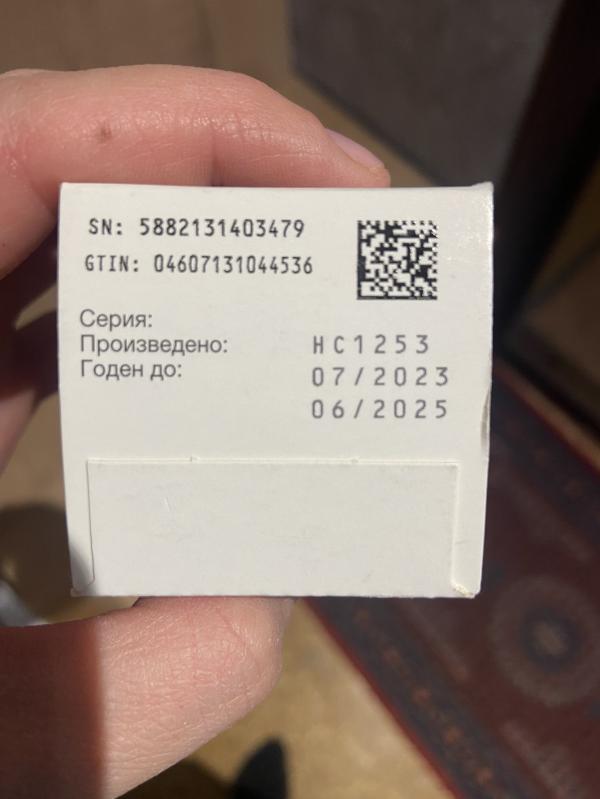 SN: 5882131403479
GTIN: 04607131044536
Серия:
Произведено: HC1253
Годен до: 07/2023
06/2025